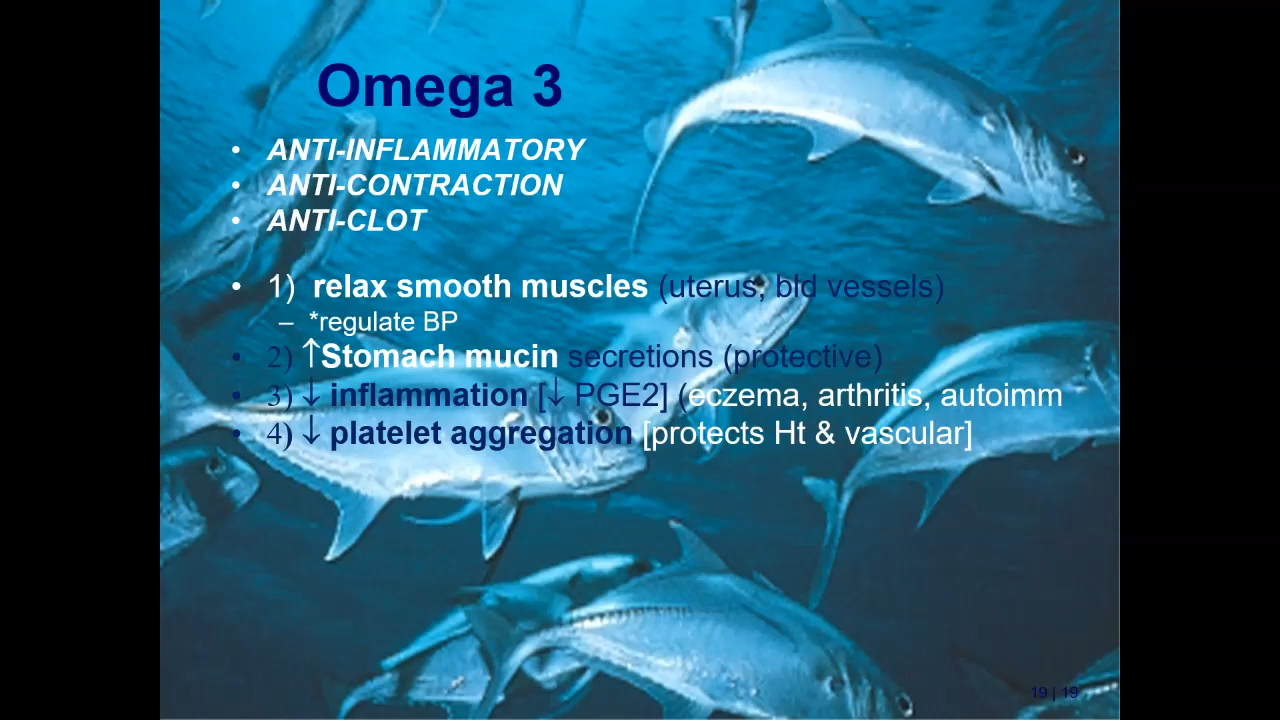 Omega 3
• ANTI-INFLAMMATORY
• ANTI-CONTRACTION
• ANTI-CLOT
• 1) relax smooth muscles (uterus, bld vessels)
– *regulate BP
• 2) ↑Stomach mucin secretions (protective)
• 3) ↓ inflammation [↓ PGE2] (eczema, arthritis, autoimm
• 4) ↓ platelet aggregation [protects Ht & vascular]
19 | 19